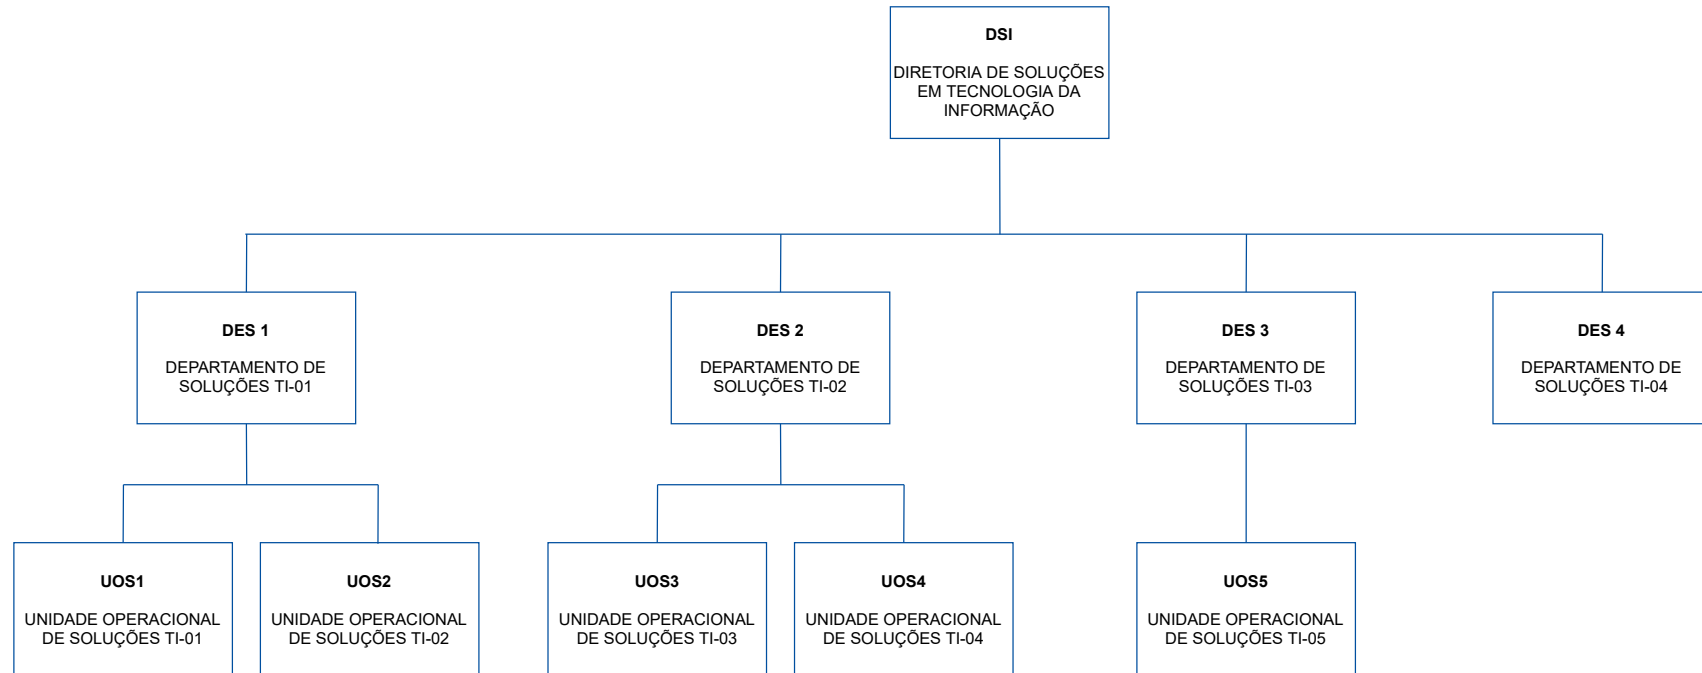 DSI
DIRETORIA DE SOLUÇÕES
EM TECNOLOGIA DA
INFORMAÇÃO
DES 1
DEPARTAMENTO DE
SOLUÇÕES TI-01
DES 2
DEPARTAMENTO DE
SOLUÇÕES TI-02
DES 3
DEPARTAMENTO DE
SOLUÇÕES TI-03
DES 4
DEPARTAMENTO DE
SOLUÇÕES TI-04
UOS1
UNIDADE OPERACIONAL
DE SOLUÇÕES TI-01
UOS2
UNIDADE OPERACIONAL
DE SOLUÇÕES TI-02
UOS3
UNIDADE OPERACIONAL
DE SOLUÇÕES TI-03
UOS4
UNIDADE OPERACIONAL
DE SOLUÇÕES TI-04
UOS5
UNIDADE OPERACIONAL
DE SOLUÇÕES TI-05